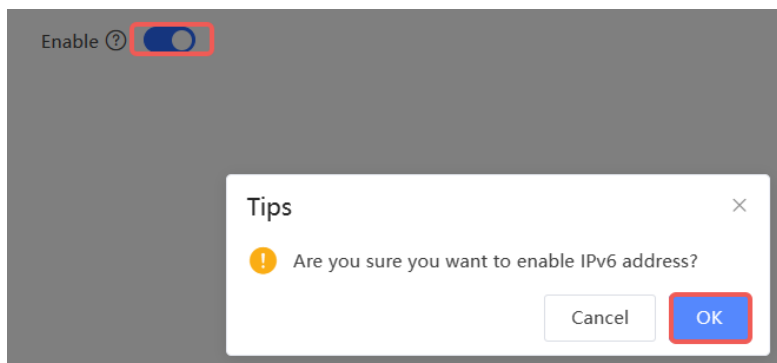 Enable ?
Tips
! Are you sure you want to enable IPv6 address?
Cancel OK